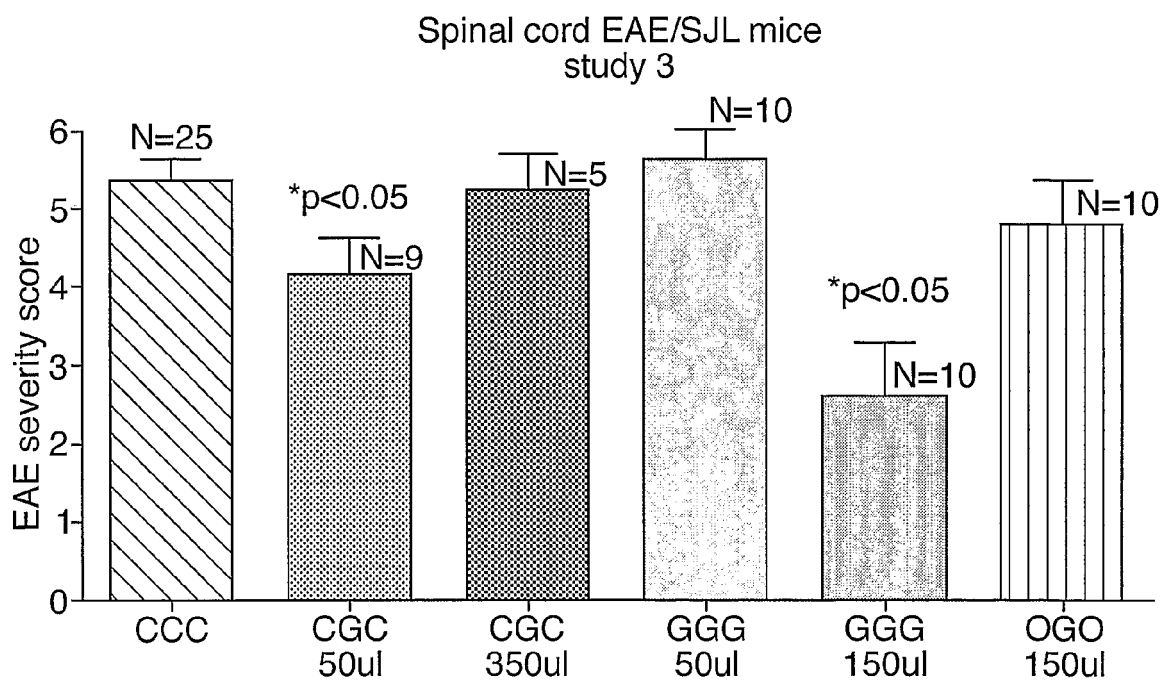 Spinal cord EAE/SJL mice
study 3
EAE severity score
6
5
4
3
2
1
0
N=25
*p<0.05
N=9
N=5
N=10
*p<0.05
N=10
N=10
CCC
CGC
50ul
CGC
350ul
GGG
50ul
GGG
150ul
OGO
150ul